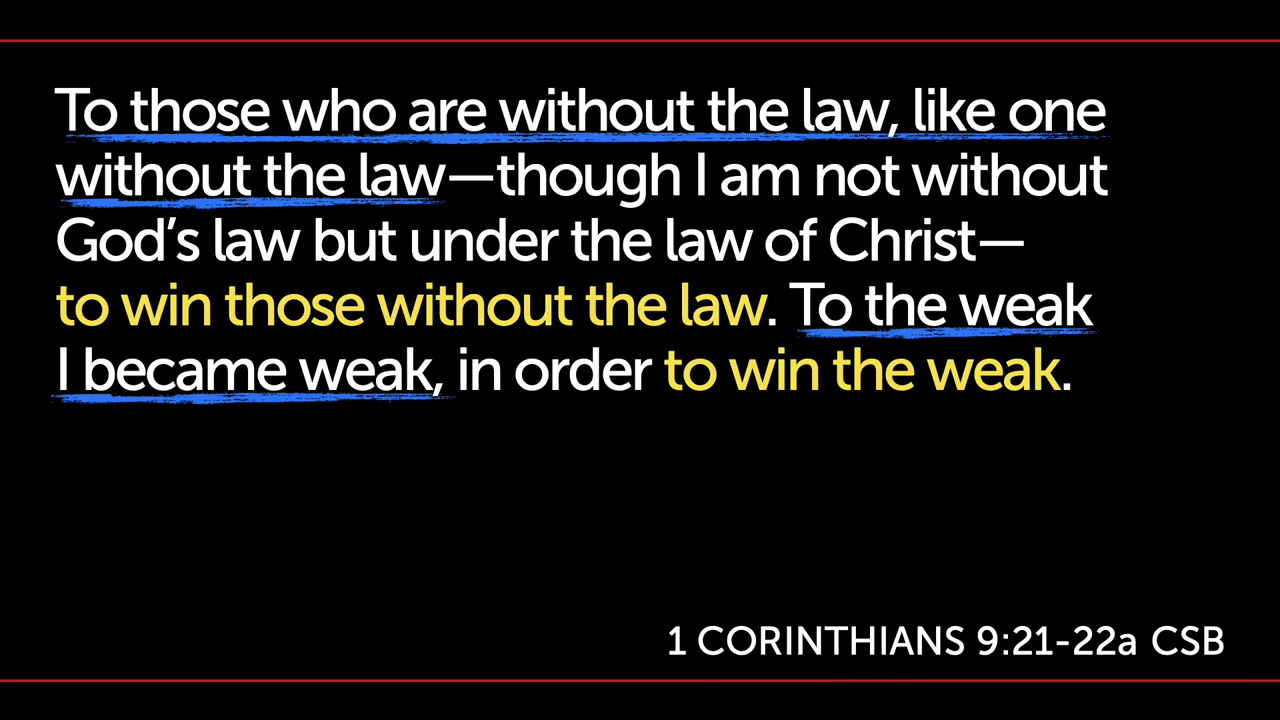 To those who are without the law, like one
without the law—though I am not without
God’s law but under the law of Christ—
to win those without the law. To the weak
I became weak, in order to win the weak.
1 CORINTHIANS 9:21-22a CSB